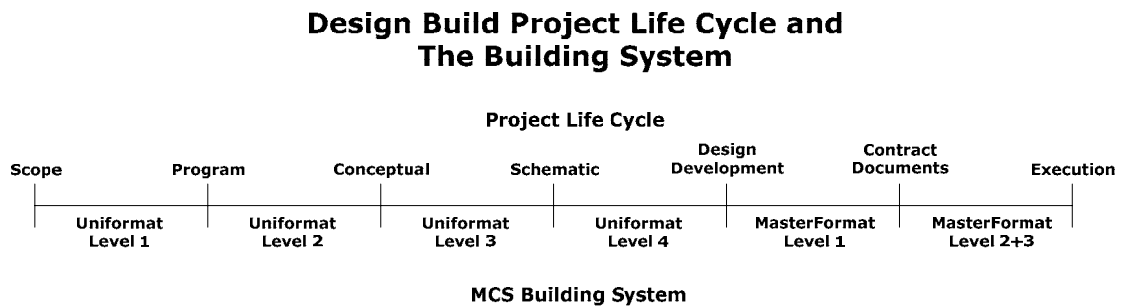 Design Build Project Life Cycle and
The Building System
Project Life Cycle
Scope
Program
Conceptual
Schematic
Design
Development
Contract
Documents
Execution
Uniformat
Level 1
Uniformat
Level 2
Uniformat
Level 3
Uniformat
Level 4
MasterFormat
Level 1
MasterFormat
Level 2+3
MCS Building System